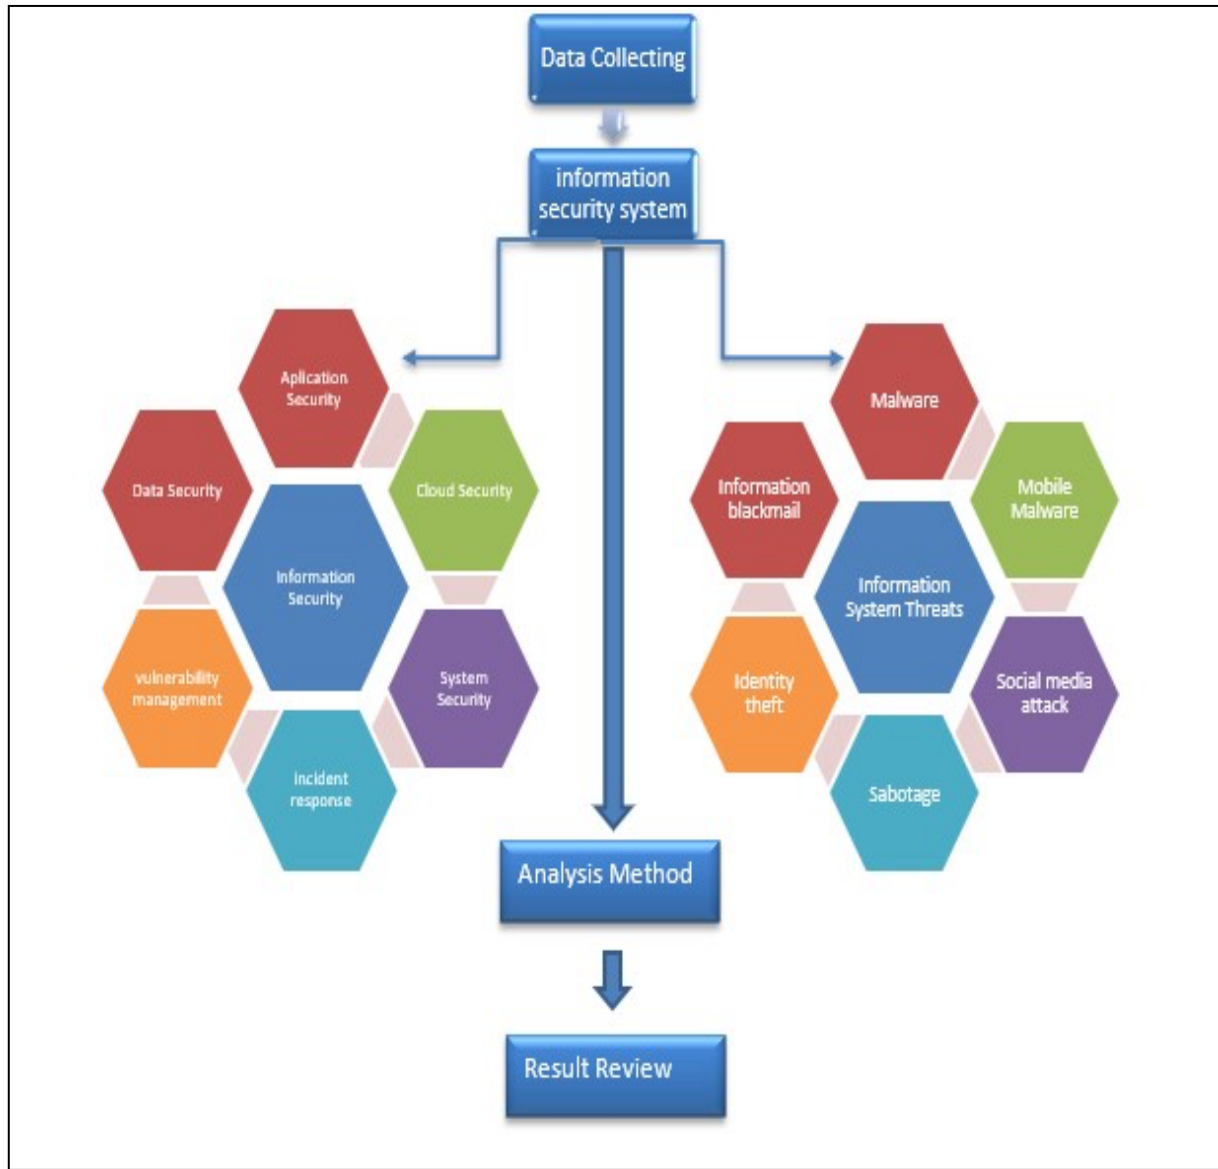 Data Collecting
information
security system
Aplication
Security
Cloud Security
System
Security
incident
response
vulnerability
management
Data Security
Information
Security
Malware
Mobile
Malware
Social media
attack
Sabotage
Identity
theft
Information
blackmail
Information
System Threats
Analysis Method
Result Review